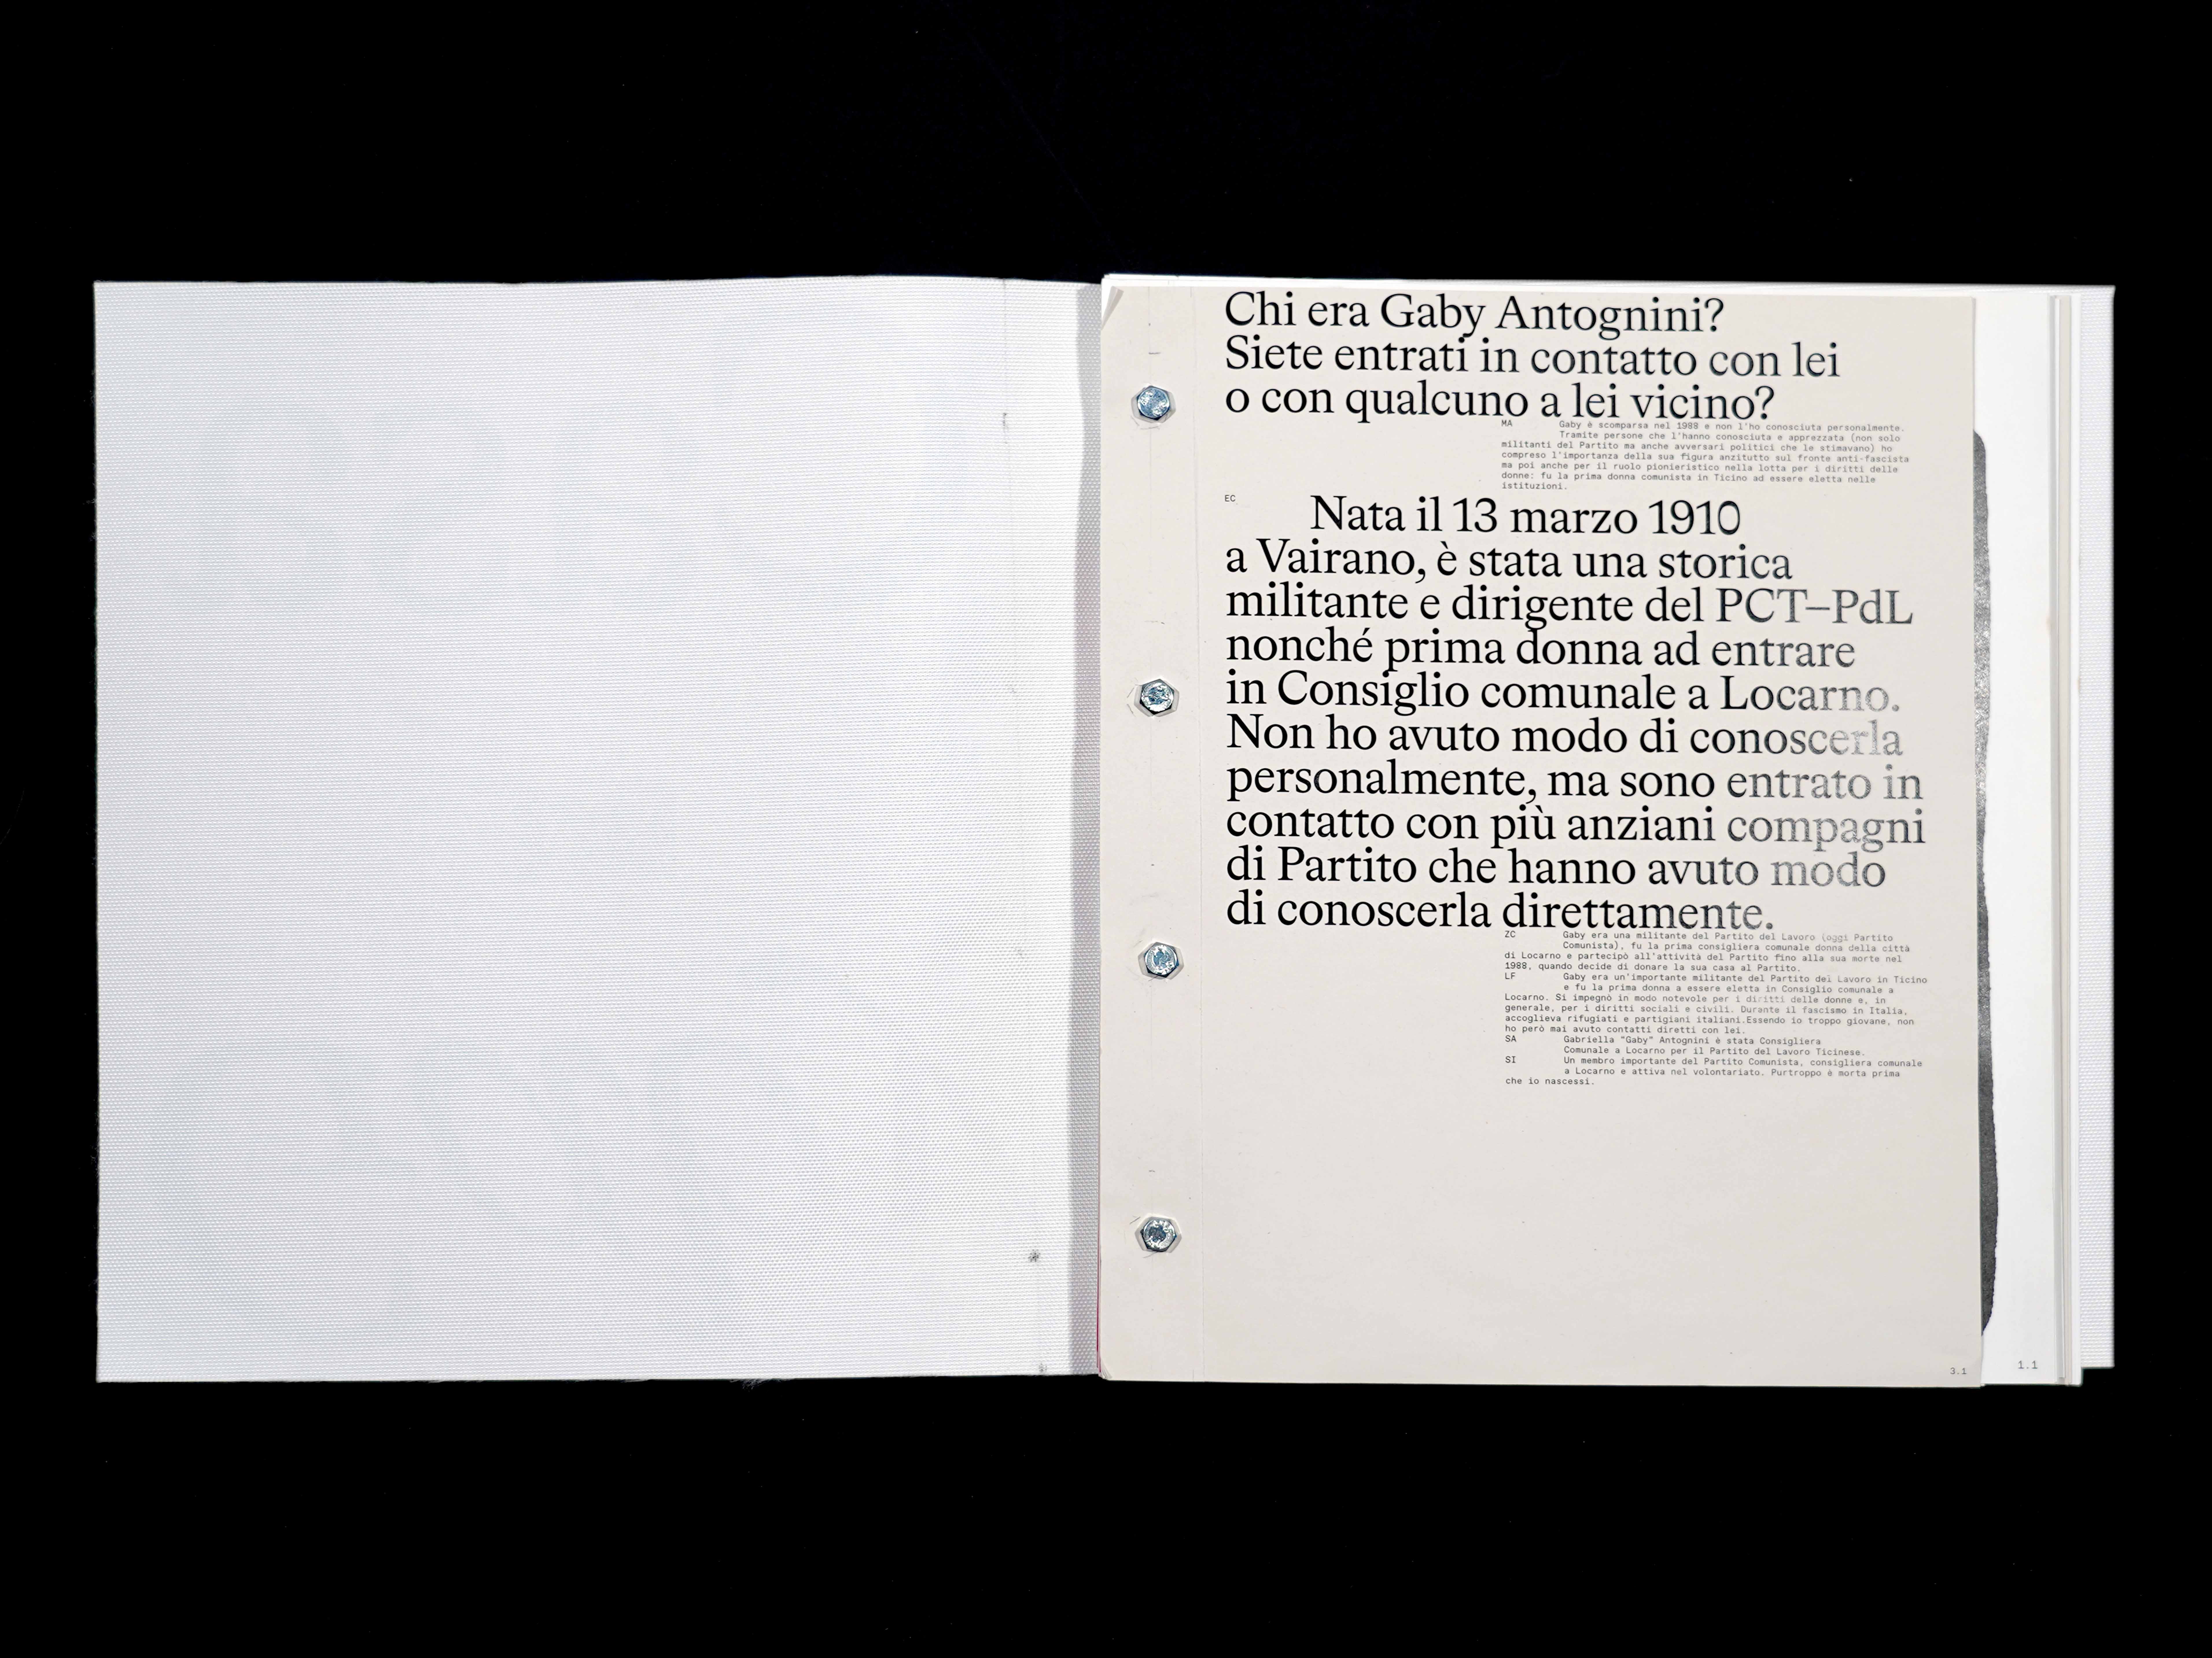 Chi era Gaby Antognini?
Siete entrati in contatto con lei
o con qualcuno a lei vicino?
MA Gaby è scomparsa nel 1988 e non l'ho conosciuta personalmente.
Tramite persone che l'hanno conosciuta e apprezzata (non solo
militanti del Partito ma anche avversari politici che le stimavano) ho
compreso l'importanza della sua figura anzitutto sul fronte anti-fascista
ma poi anche per il ruolo pionieristico nella lotta per i diritti delle
donne: fu la prima donna comunista in Ticino ad essere eletta nelle
istituzioni.
EC Nata il 13 marzo 1910
a Vairano, è stata una storica
militante e dirigente del PCT–PdL
nonché prima donna ad entrare
in Consiglio comunale a Locarno.
Non ho avuto modo di conoscerla
personalmente, ma sono entrato in
contatto con più anziani compagni
di Partito che hanno avuto modo
di conoscerla direttamente.
ZC Gaby era una militante del Partito del Lavoro (oggi Partito
Comunista), fu la prima consigliera comunale donna della città
di Locarno e partecipò all'attività del Partito fino alla sua morte nel
1988, quando decide di donare la sua casa al Partito.
LF Gaby era un'importante militante del Partito del Lavoro in Ticino
e fu la prima donna a essere eletta in Consiglio comunale a
Locarno. Si impegnò in modo notevole per i diritti delle donne e, in
generale, per i diritti sociali e civili. Durante il fascismo in Italia,
accoglieva rifugiati e partigiani italiani.Essendo io troppo giovane, non
ho però mai avuto contatti diretti con lei.
SA Gabriella "Gaby" Antognini è stata Consigliera
Comunale a Locarno per il Partito del Lavoro Ticinese.
SI Un membro importante del Partito Comunista, consigliera comunale
a Locarno e attiva nel volontariato. Purtroppo è morta prima
che io nascessi.
3.1
1.1